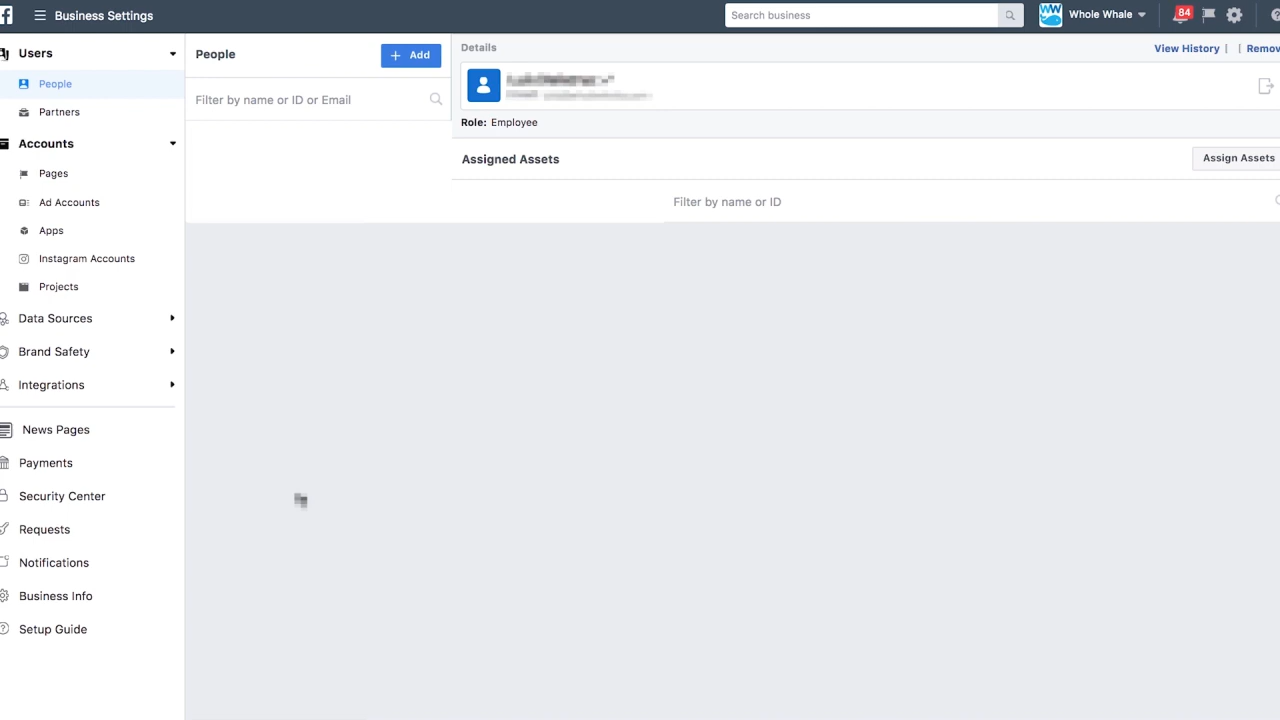 Business Settings
Search business
Whole Whale
84
Users
People
Partners
Accounts
Pages
Ad Accounts
Apps
Instagram Accounts
Projects
Data Sources
Brand Safety
Integrations
News Pages
Payments
Security Center
Requests
Notifications
Business Info
Setup Guide
People
+ Add
Filter by name or ID or Email
Details
View History | | Remov
Role: Employee
Assigned Assets
Assign Assets
Filter by name or ID